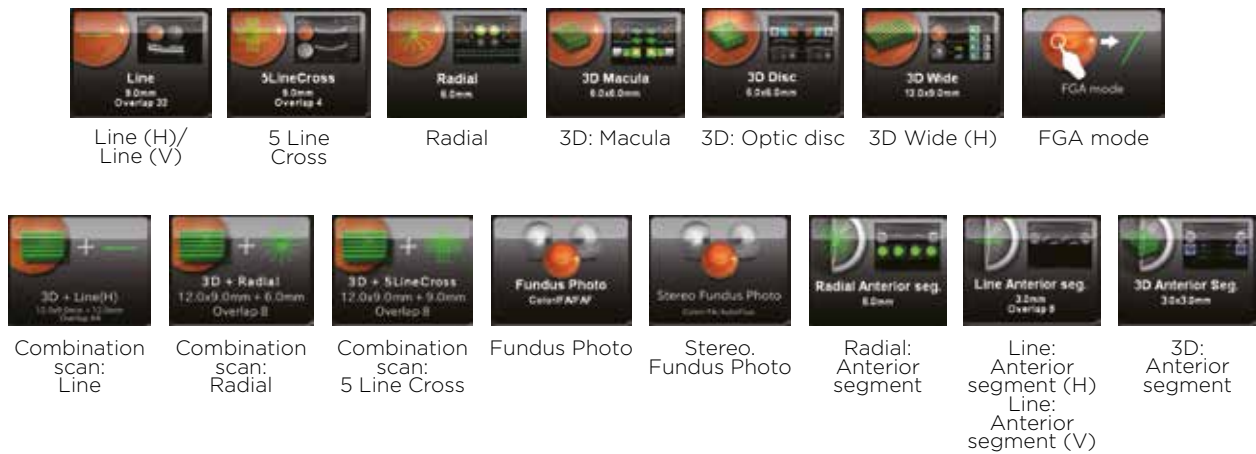 Line
9.0mm
Overlap 32
5LineCross
9.0mm
Overlap 4
Radial
6.0mm
3D Macula
6.0x6.0mm
3D Disc
6.0x6.0mm
3D Wide
12.0x9.0mm
FGA mode
Line (H)/
Line (V)
5 Line
Cross
Radial
3D: Macula
3D: Optic disc
3D Wide (H)
FGA mode
3D + Line(H)
3D + Radial
12.0x9.0mm + 6.0mm
Overlap 8
3D + 5LineCross
12.0x9.0mm + 9.0mm
Overlap 8
Fundus Photo
Stereo Fundus Photo
Radial Anterior seg.
6.0mm
Line Anterior seg.
3.0mm
Overlap 8
3D Anterior Seg.
3.0x3.0mm
Combination
scan:
Line
Combination
scan:
Radial
Combination
scan:
5 Line Cross
Fundus Photo
Stereo.
Fundus Photo
Radial:
Anterior
segment
Line:
Anterior
segment (H)
Line:
Anterior
segment (V)
3D:
Anterior
segment